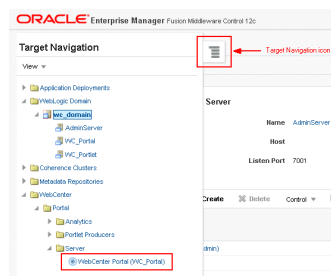 ORACLE® Enterprise Manager Fusion Middleware Control 12c
Target Navigation
View
Target Navigation icon
Application Deployments
WebLogic Domain
wc_domain
AdminServer
WC_Portal
WC_Portlet
Coherence Clusters
Metadata Repositories
WebCenter
Portal
Analytics
Portlet Producers
Server
WebCenter Portal (WC_Portal)
Server
Name AdminServer
Host
Listen Port 7001
Create Delete Control
dmin)